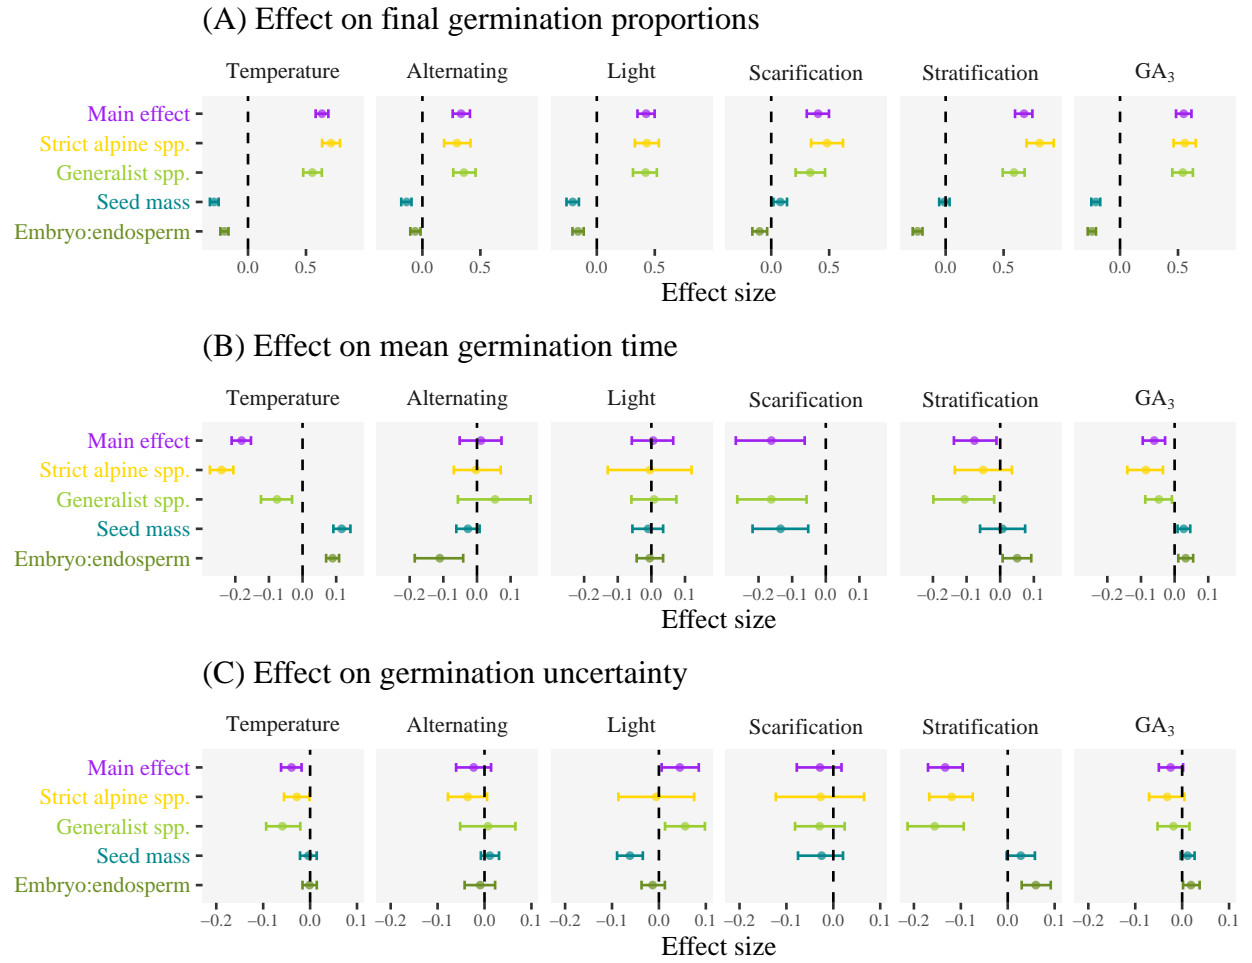 (A) Effect on final germination proportions
Temperature Alternating Light Scarification Stratification GA₃
Main effect
Strict alpine spp.
Generalist spp.
Seed mass
Embryo:endosperm
0.0 0.5 0.0 0.5 0.0 0.5 0.0 0.5 0.0 0.5 0.0 0.5
Effect size
(B) Effect on mean germination time
Temperature Alternating Light Scarification Stratification GA₃
Main effect
Strict alpine spp.
Generalist spp.
Seed mass
Embryo:endosperm
−0.2 −0.1 0.0 0.1 −0.2 −0.1 0.0 0.1 −0.2 −0.1 0.0 0.1 −0.2 −0.1 0.0 0.1 −0.2 −0.1 0.0 0.1 −0.2 −0.1 0.0 0.1
Effect size
(C) Effect on germination uncertainty
Temperature Alternating Light Scarification Stratification GA₃
Main effect
Strict alpine spp.
Generalist spp.
Seed mass
Embryo:endosperm
−0.2 −0.1 0.0 0.1 −0.2 −0.1 0.0 0.1 −0.2 −0.1 0.0 0.1 −0.2 −0.1 0.0 0.1 −0.2 −0.1 0.0 0.1 −0.2 −0.1 0.0 0.1
Effect size